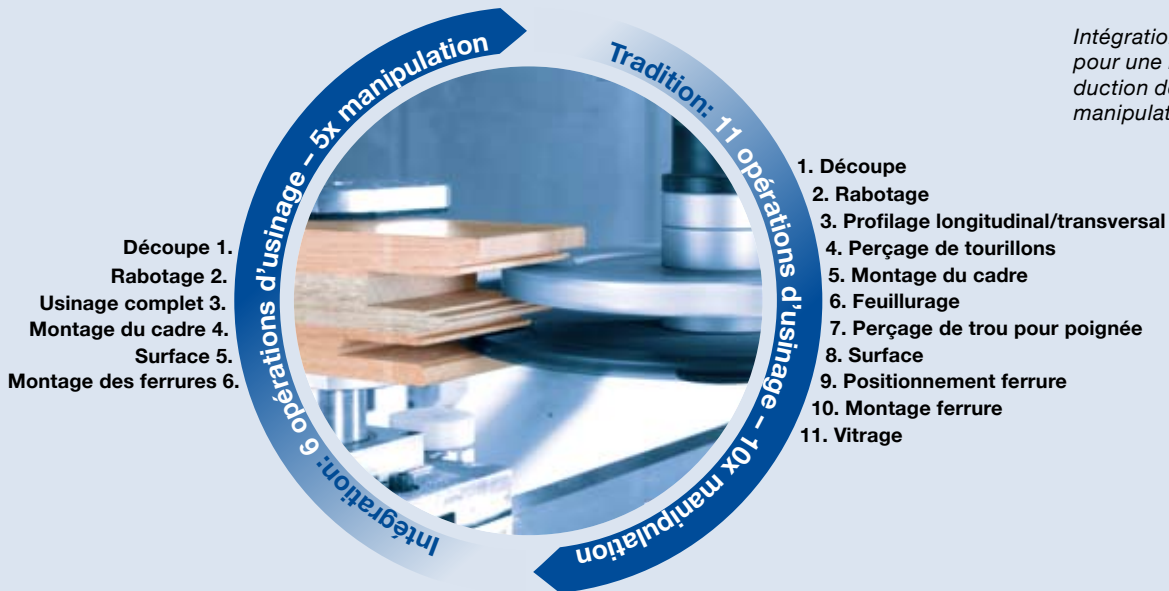 Intégration: 6 opérations d'usinage – 5x manipulation
Découpe 1.
Rabotage 2.
Usinage complet 3.
Montage du cadre 4.
Surface 5.
Montage des ferrures 6.
Tradition: 11 opérations d'usinage – 10x manipulation
1. Découpe
2. Rabotage
3. Profilage longitudinal/transversal
4. Perçage de tourillons
5. Montage du cadre
6. Feuillurage
7. Perçage de trou pour poignée
8. Surface
9. Positionnement ferrure
10. Montage ferrure
11. Vitrage
pour une